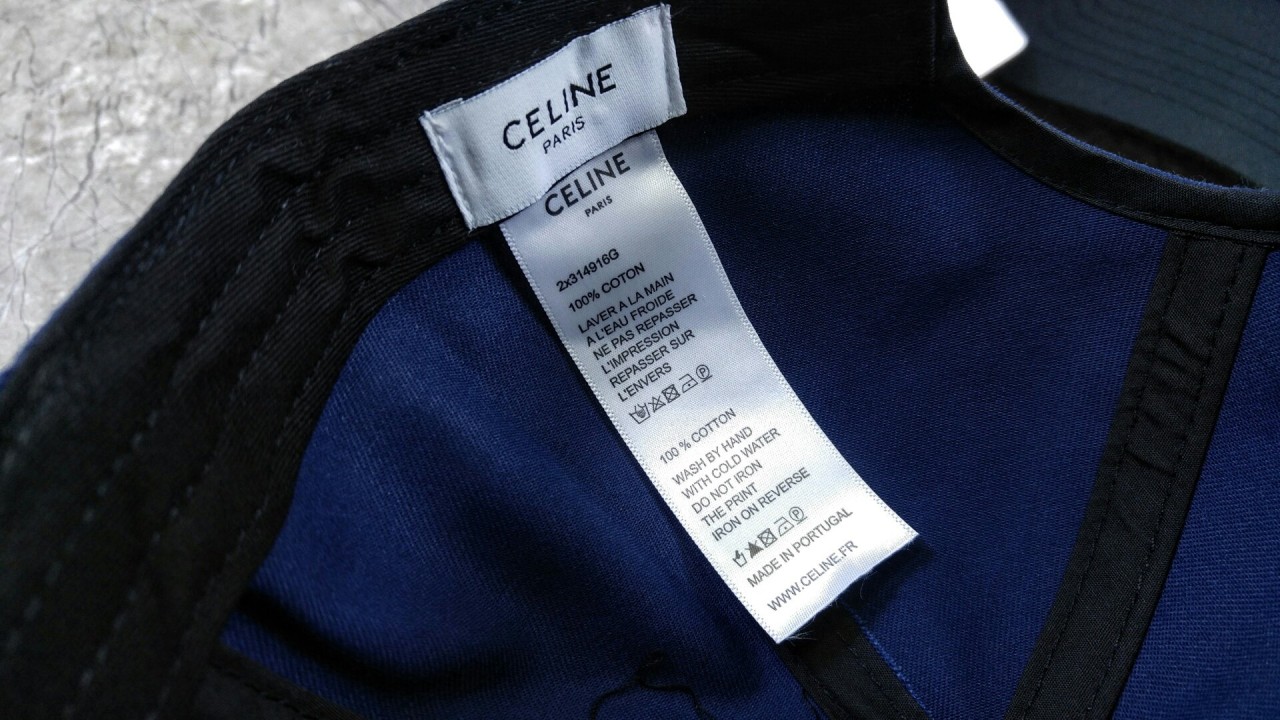 CELINE
PARIS
CELINE
PARIS
2x314916G
100% COTON
LAVER A LA MAIN
A L'EAU FROIDE
NE PAS REPASSER
L'IMPRESSION
REPASSER SUR
L'ENVERS
100 % COTTON
WASH BY HAND
WITH COLD WATER
DO NOT IRON
THE PRINT
IRON ON REVERSE
MADE IN PORTUGAL
WWW.CELINE.FR